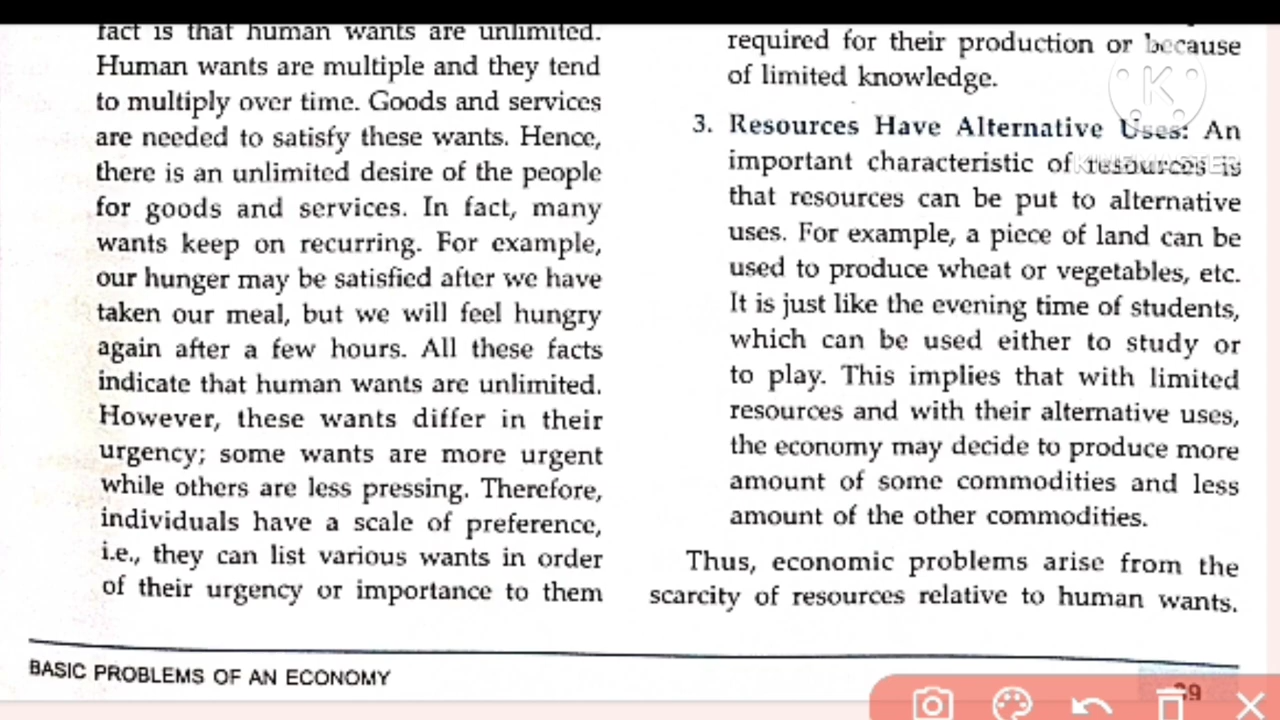 fact is that human wants are unlimited.
Human wants are multiple and they tend
to multiply over time. Goods and services
are needed to satisfy these wants. Hence,
there is an unlimited desire of the people
for goods and services. In fact, many
wants keep on recurring. For example,
our hunger may be satisfied after we have
taken our meal, but we will feel hungry
again after a few hours. All these facts
indicate that human wants are unlimited.
However, these wants differ in their
urgency; some wants are more urgent
while others are less pressing. Therefore,
individuals have a scale of preference,
i.e., they can list various wants in order
of their urgency or importance to them
required for their production or because
of limited knowledge.
3. Resources Have Alternative Uses: An
important characteristic of resources is
that resources can be put to alternative
uses. For example, a piece of land can be
used to produce wheat or vegetables, etc.
It is just like the evening time of students,
which can be used either to study or
to play. This implies that with limited
resources and with their alternative uses,
the economy may decide to produce more
amount of some commodities and less
amount of the other commodities.
Thus, economic problems arise from the
scarcity of resources relative to human wants.
BASIC PROBLEMS OF AN ECONOMY
K
KINEMASTER